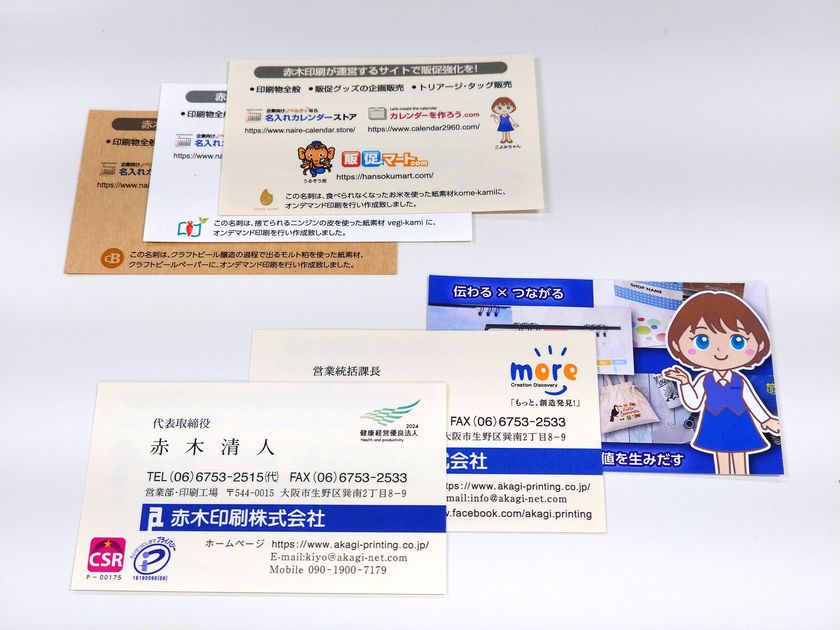 赤木印刷が運営するサイトで販促強化を!
•印刷物全般 •販促グッズの企画販売 •トリアージ・タッグ販売
企業向けノベルティなら
名入れカレンダーストア
https://www.naire-calendar.store/
Let's create the calendar
カレンダーを作ろう.com
https://www.calendar2960.com/
こよみちゃん
うるぞう君
販促マート.com
https://hansokumart.com/
kome-kami
この名刺は、食べられなくなったお米を使った紙素材kome-kamiに、
オンデマンド印刷を行い作成致しました。
赤
•印刷物全
企業向け
名入れカ
https://www.na
この名刺は、捨てられるニンジンの皮を使った紙素材 vegi-kami に、
オンデマンド印刷を行い作成致しました。
赤
•印刷物全般
企業向け
名入れカ
https://www.naire
CB
この名刺は、クラフトビール醸造の過程で出るモルト粕を使った紙素材、
クラフトビールペーパーに、オンデマンド印刷を行い作成致しました。
伝わる×つながる
SHOP NAME
値を生みだす
営業統括課長
more
Creation Discovery
「もっと、創造発見!」
FAX(06)6753-2533
大阪市生野区巽南2丁目8-9
式会社
https://www.akagi-printing.co.jp/
mail:info@akagi-net.com
w.facebook.com/akagi.printing
代表取締役
赤木清人
2024
健康経営優良法人
Health and productivity
TEL(06)6753-2515(代) FAX(06)6753-2533
営業部・印刷工場 〒544-0015 大阪市生野区巽南2丁目8-9
赤木印刷株式会社
CSR
P-00175
プライバシー
16190090(09)
ホームページ https://www.akagi-printing.co.jp/
E-mail:kiyo@akagi-net.com
Mobile 090-1900-7179